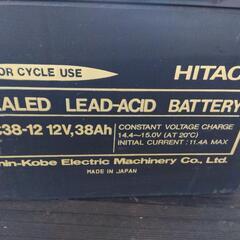 OR CYCLE USE
HITAC
ALED LEAD-ACID BATTERY
38-12 12V,38Ah
CONSTANT VOLTAGE CHARGE
14.4~15.0V (AT 20°C)
INITIAL CURRENT : 11.4A MAX
hin-Kobe Electric Machinery Co., Ltd.
MADE IN JAPAN